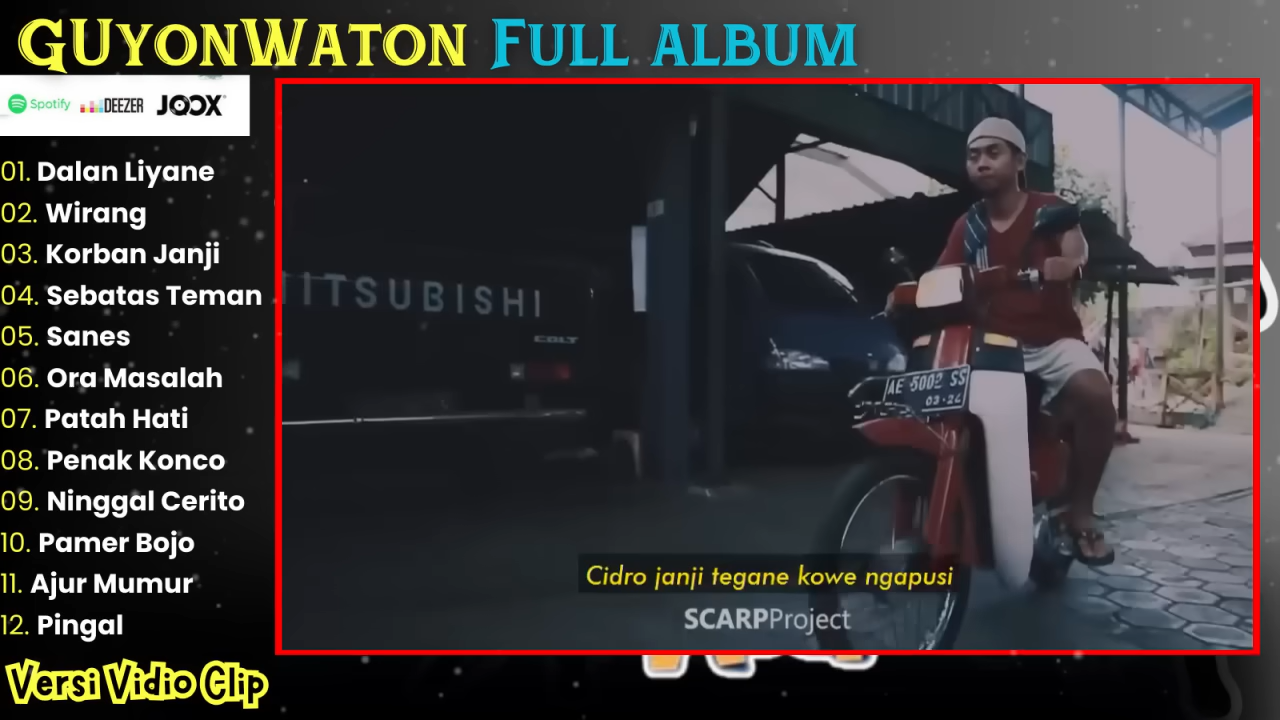 GUYONWATON FULL ALBUM
Spotify DEEZER JOOX
01. Dalan Liyane
02. Wirang
03. Korban Janji
04. Sebatas Teman
05. Sanes
06. Ora Masalah
07. Patah Hati
08. Penak Konco
09. Ninggal Cerito
10. Pamer Bojo
11. Ajur Mumur
12. Pingal
Versi Vidio Clip
MITSUBISHI
COLT
AE 5002 SS
03·24
Cidro janji tegane kowe ngapusi
SCARPProject